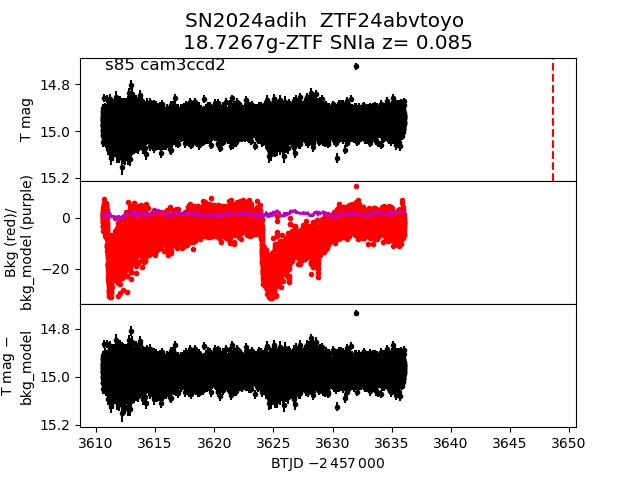 SN2024adih ZTF24abvtoyo
18.7267g-ZTF SNIa z= 0.085
s85 cam3ccd2
14.8
15.0
15.2
T mag
0
−20
Bkg (red)/
bkg_model (purple)
14.8
15.0
15.2
T mag −
bkg_model
3610 3615 3620 3625 3630 3635 3640 3645 3650
BTJD −2 457 000